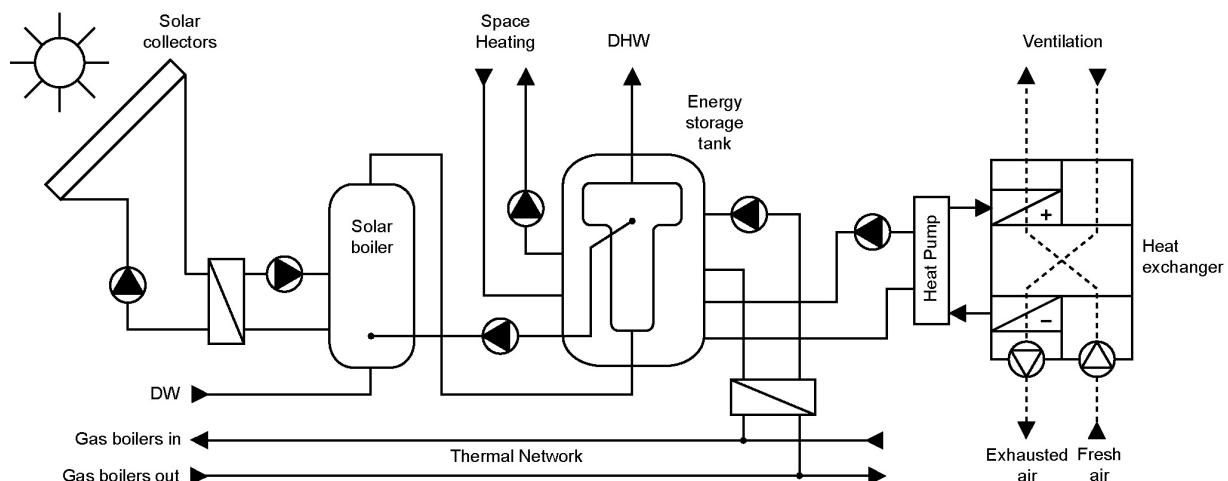 Solar
collectors
Space
Heating
DHW
Ventilation
Energy
storage
tank
Solar
boiler
Heat Pump
+
−
Heat
exchanger
DW
Gas boilers in
Thermal Network
Gas boilers out
Exhausted
air
Fresh
air